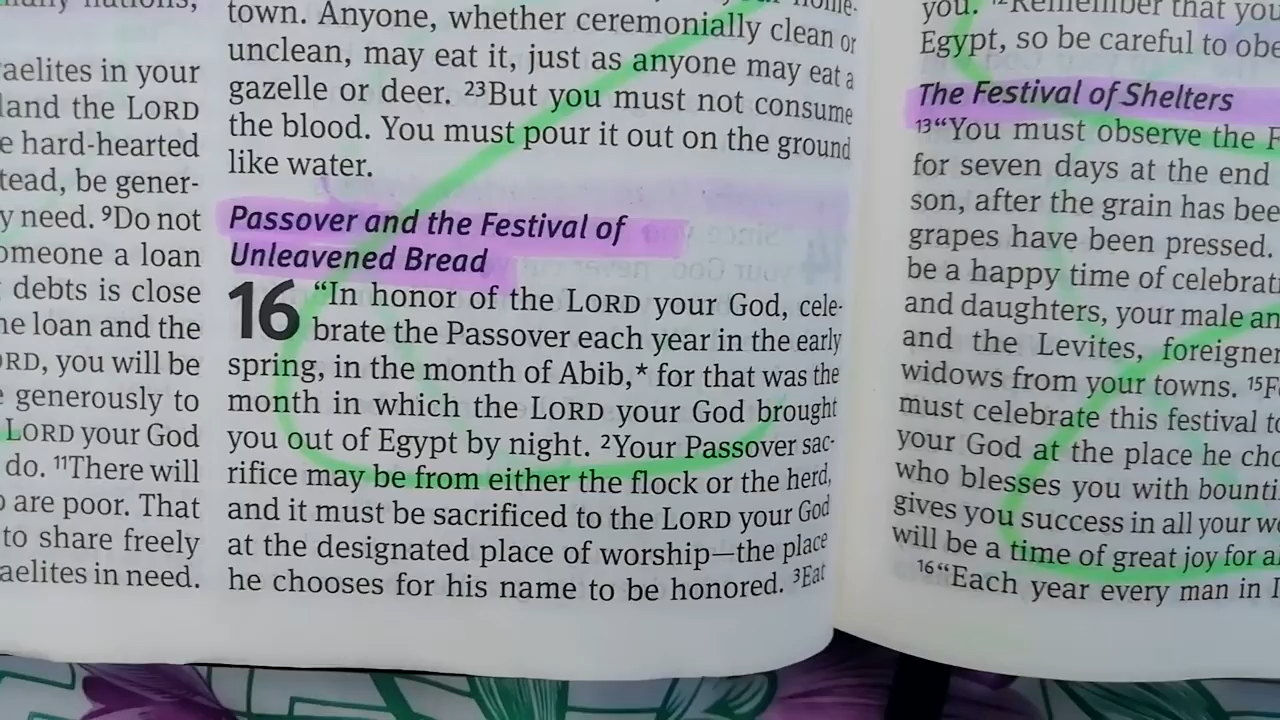 aelites in your
land the LORD
e hard-hearted
tead, be gener-
y need. ⁹Do not
omeone a loan
debts is close
he loan and the
ORD, you will be
generously to
LORD your God
do. ¹¹There will
are poor. That
to share freely
aelites in need.
town. Anyone, whether ceremonially clean or
unclean, may eat it, just as anyone may eat a
gazelle or deer. ²³But you must not consume
the blood. You must pour it out on the ground
like water.
Passover and the Festival of
Unleavened Bread
16 “In honor of the LORD your God, cele-
brate the Passover each year in the early
spring, in the month of Abib,* for that was the
month in which the LORD your God brought
you out of Egypt by night. ²Your Passover sac-
rifice may be from either the flock or the herd,
and it must be sacrificed to the LORD your God
at the designated place of worship—the place
he chooses for his name to be honored. ³Eat
you. ¹²Remember that you
Egypt, so be careful to obe
The Festival of Shelters
¹³“You must observe the F
for seven days at the end
son, after the grain has bee
grapes have been pressed.
be a happy time of celebrati
and daughters, your male an
and the Levites, foreigner
widows from your towns. ¹⁵F
must celebrate this festival to
your God at the place he cho
who blesses you with bounti
gives you success in all your wo
will be a time of great joy for al
¹⁶“Each year every man in I